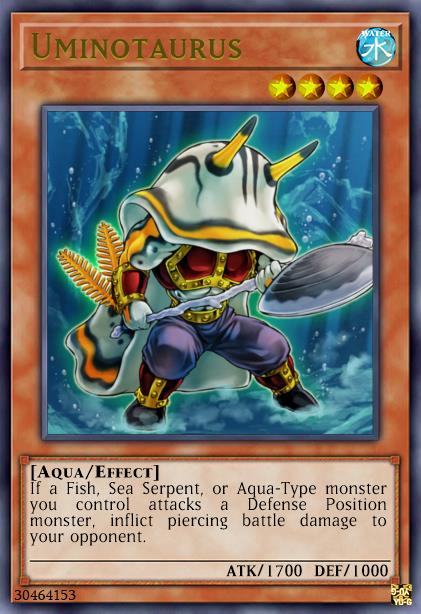 Uminotaurus
WATER
水
[Aqua/Effect]
If a Fish, Sea Serpent, or Aqua-Type monster
you control attacks a Defense Position
monster, inflict piercing battle damage to
your opponent.
ATK/1700 DEF/1000
30464153